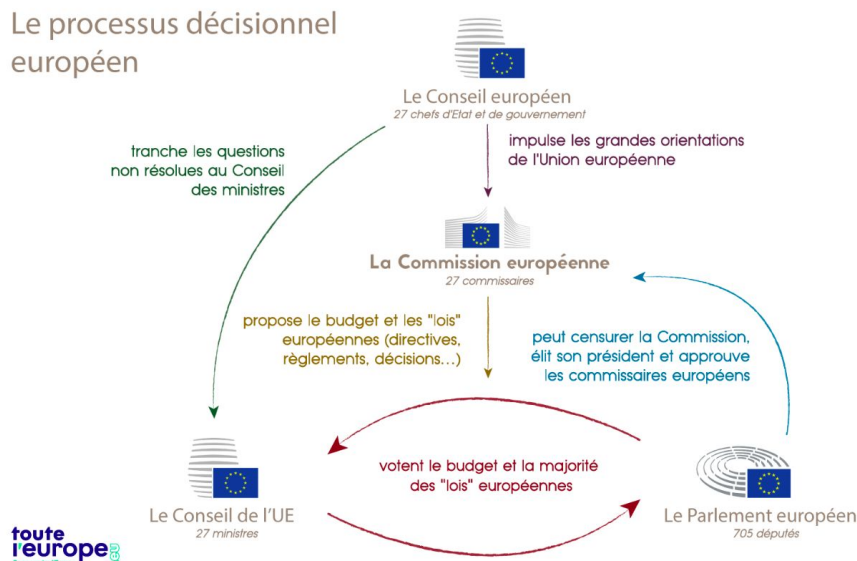 Le processus décisionnel
européen
Le Conseil européen
27 chefs d'Etat et de gouvernement
tranche les questions
non résolues au Conseil
des ministres
impulse les grandes orientations
de l'Union européenne
La Commission européenne
27 commissaires
propose le budget et les "lois"
européennes (directives,
règlements, décisions...)
peut censurer la Commission,
élit son président et approuve
les commissaires européens
votent le budget et la majorité
des "lois" européennes
Le Conseil de l'UE
27 ministres
Le Parlement européen
705 députés
toute
l'europe